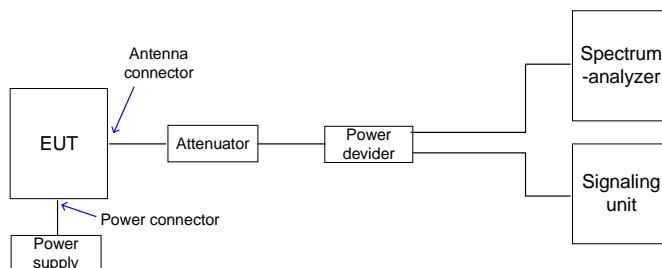 Antenna
connector
Spectrum
-analyzer
EUT
Attenuator
Power
devider
Signaling
unit
Power connector
Power
supply